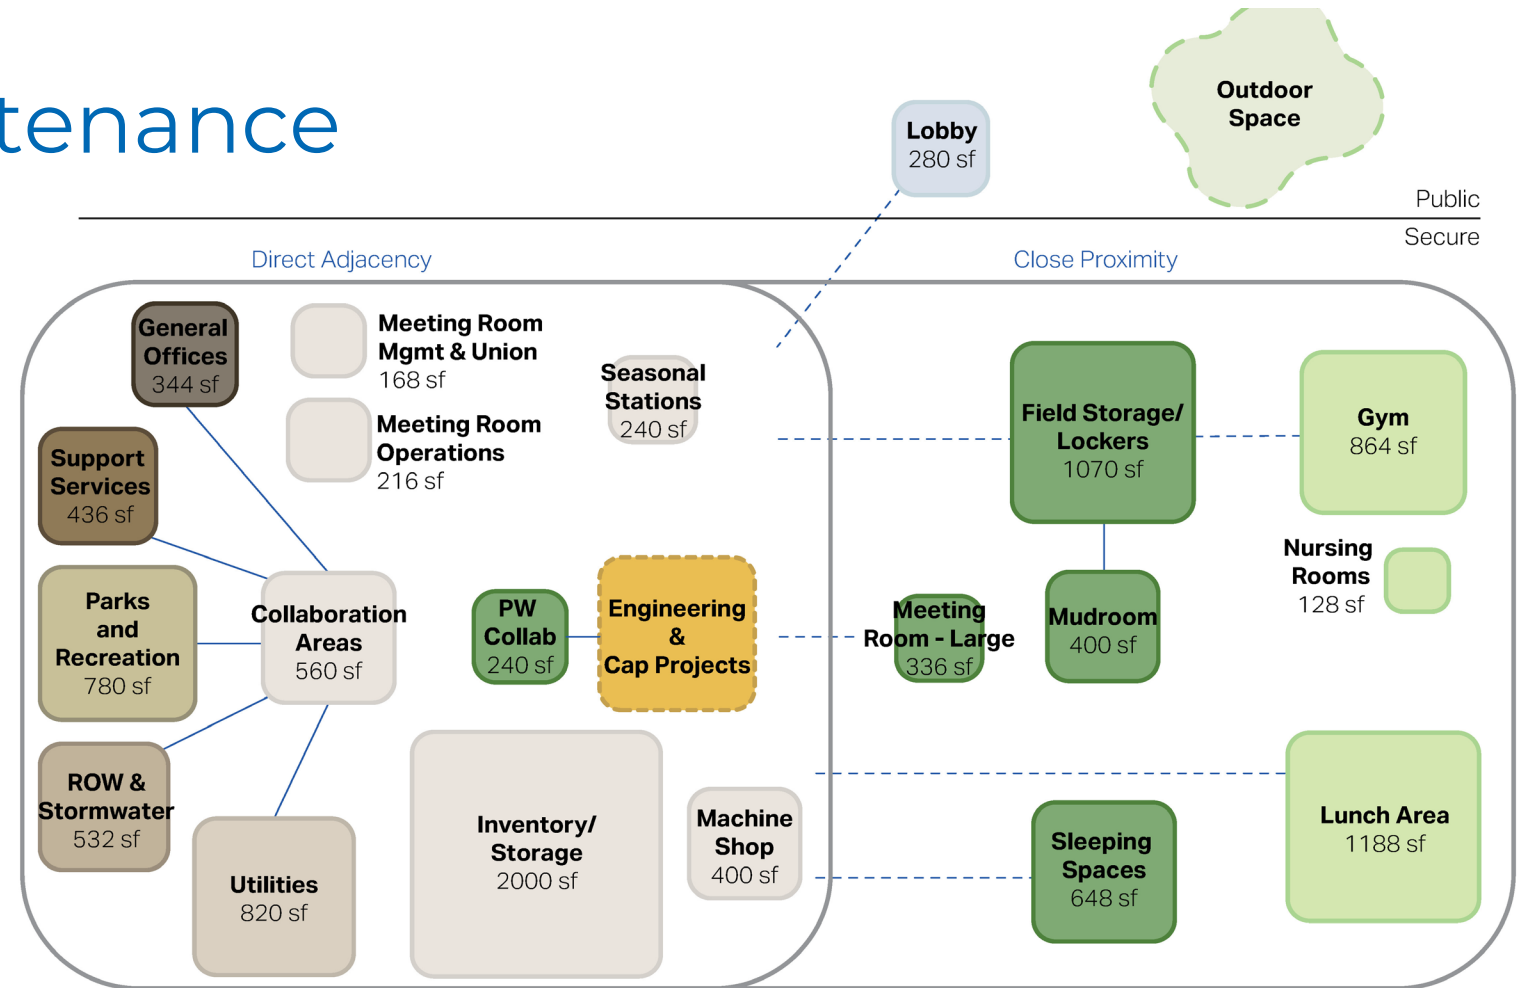 tenance
Outdoor
Space
Lobby
280 sf
Public
Secure
Direct Adjacency
Close Proximity
General
Offices
344 sf
Meeting Room
Mgmt & Union
168 sf
Meeting Room
Operations
216 sf
Seasonal
Stations
240 sf
Field Storage/
Lockers
1070 sf
Gym
864 sf
Support
Services
436 sf
Nursing
Rooms
128 sf
Parks
and
Recreation
780 sf
Collaboration
Areas
560 sf
PW
Collab
240 sf
Engineering
&
Cap Projects
Meeting
Room - Large
336 sf
Mudroom
400 sf
ROW &
Stormwater
532 sf
Utilities
820 sf
Inventory/
Storage
2000 sf
Machine
Shop
400 sf
Sleeping
Spaces
648 sf
Lunch Area
1188 sf